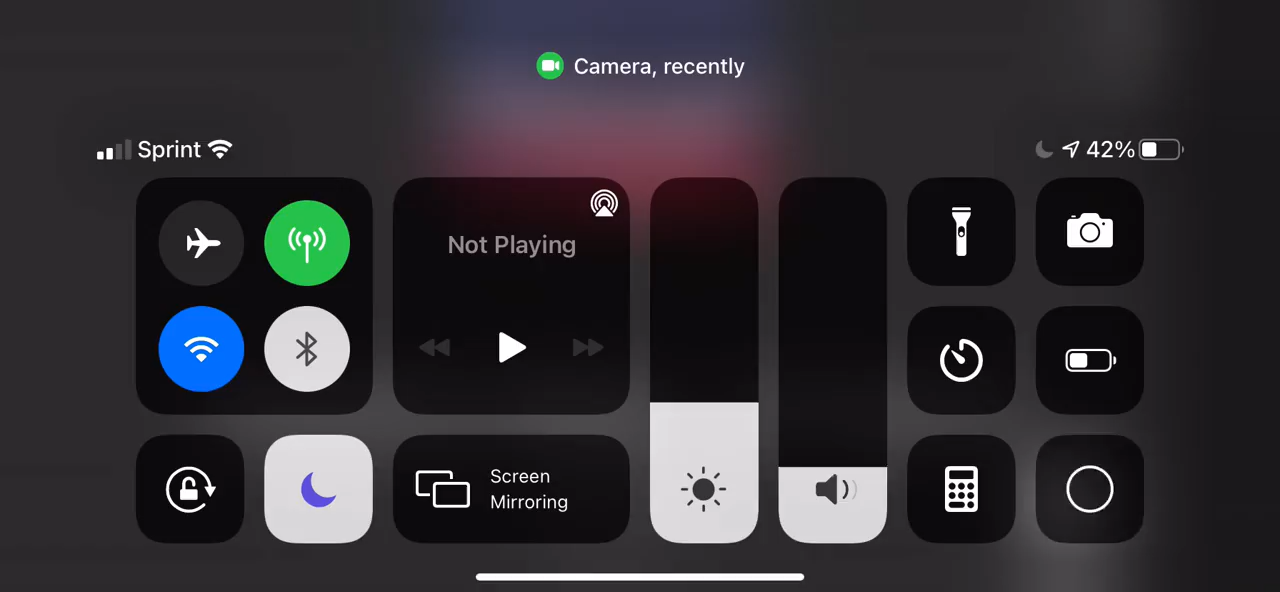 Camera, recently
Sprint
42%
Not Playing
Screen
Mirroring